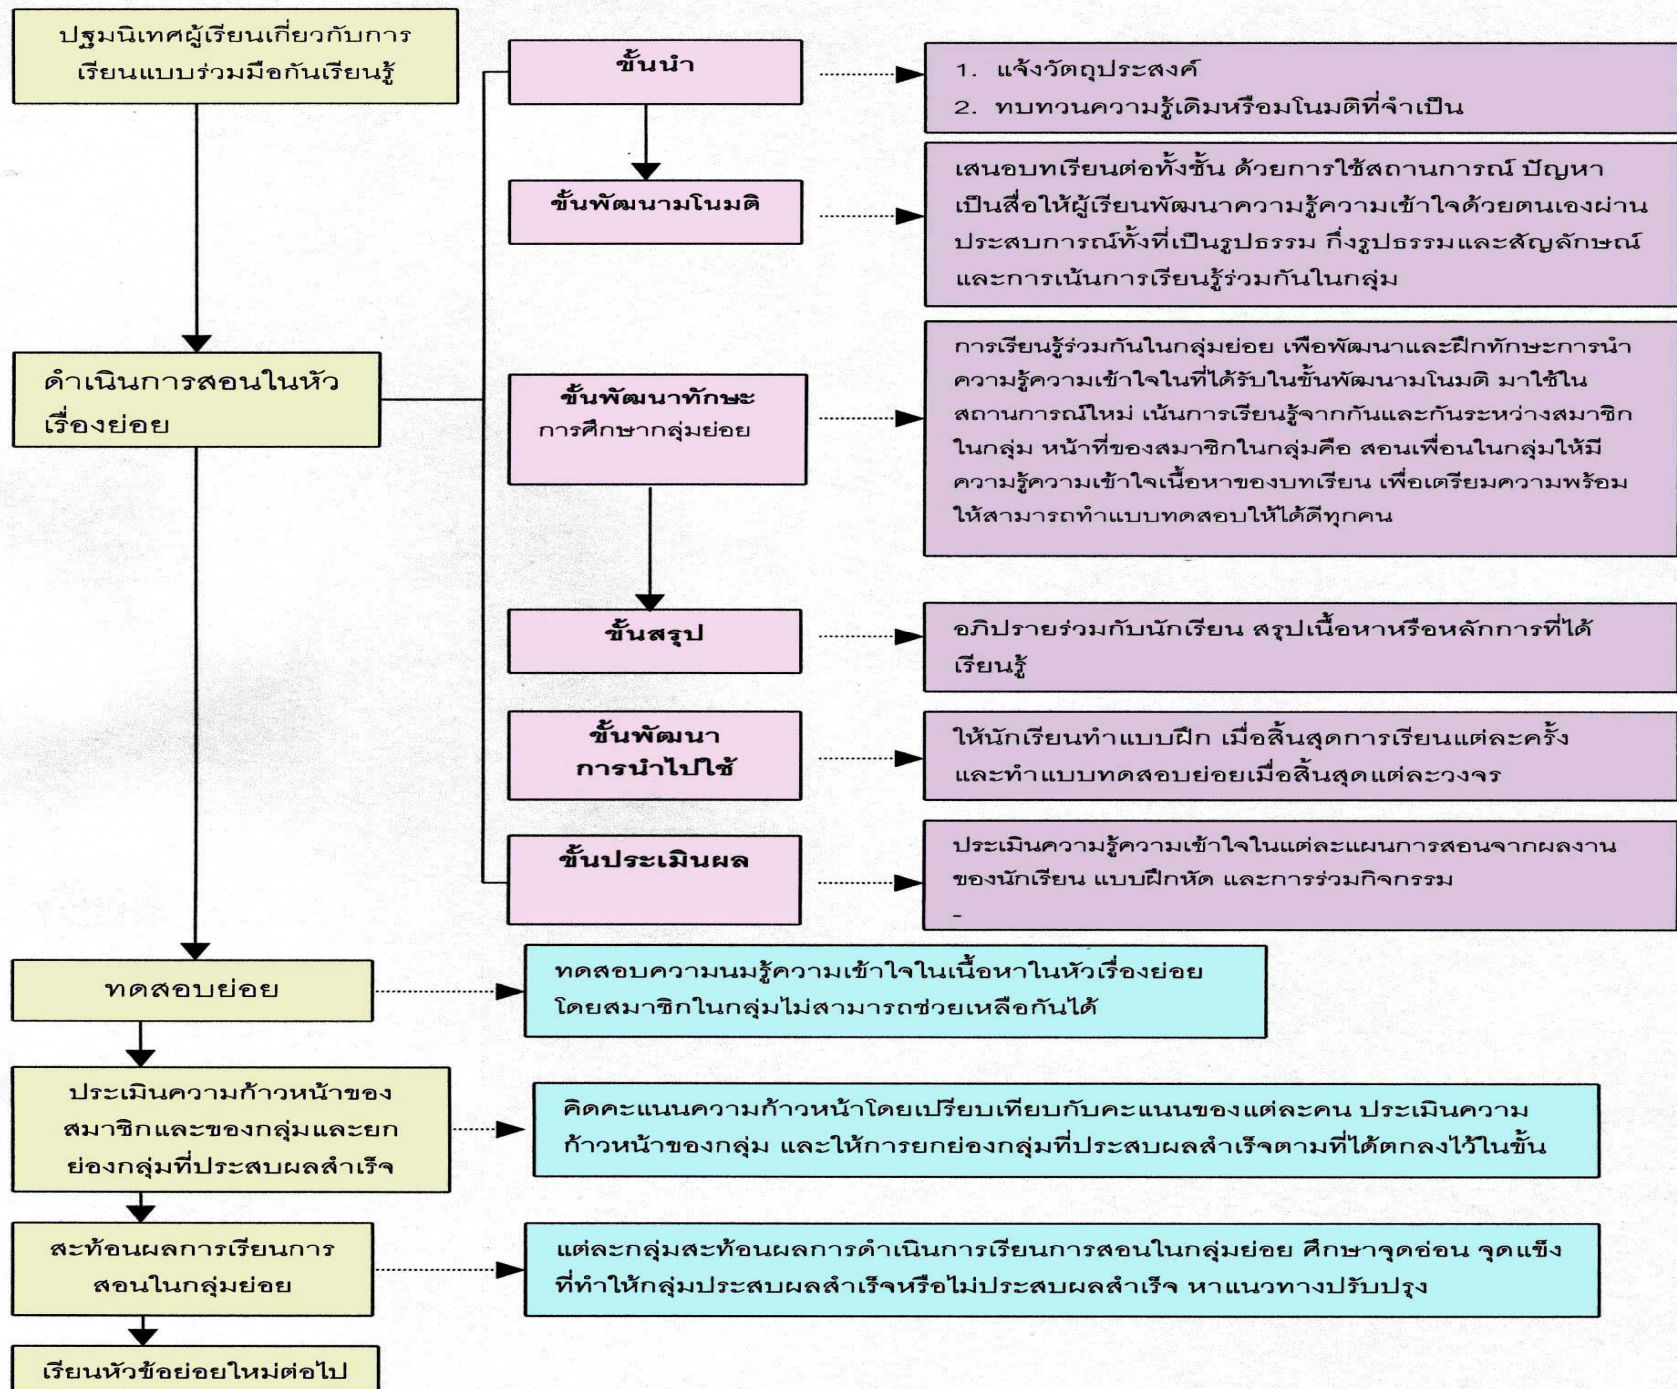 ปฐมนิเทศผู้เรียนเกี่ยวกับการ
เรียนแบบร่วมมือกันเรียนรู้
ขั้นนำ
1. แจ้งวัตถุประสงค์
2. ทบทวนความรู้เดิมหรือมโนมติที่จำเป็น
ขั้นพัฒนามโนมติ
เสนอบทเรียนต่อทั้งชั้น ด้วยการใช้สถานการณ์ ปัญหา
เป็นสื่อให้ผู้เรียนพัฒนาความรู้ความเข้าใจด้วยตนเองผ่าน
ประสบการณ์ทั้งที่เป็นรูปธรรม กึ่งรูปธรรมและสัญลักษณ์
และการเน้นการเรียนรู้ร่วมกันในกลุ่ม
ดำเนินการสอนในหัว
เรื่องย่อย
ขั้นพัฒนาทักษะ
การศึกษากลุ่มย่อย
การเรียนรู้ร่วมกันในกลุ่มย่อย เพื่อพัฒนาและฝึกทักษะการนำ
ความรู้ความเข้าใจในที่ได้รับในขั้นพัฒนามโนมติ มาใช้ใน
สถานการณ์ใหม่ เน้นการเรียนรู้จากกันและกันระหว่างสมาชิก
ในกลุ่ม หน้าที่ของสมาชิกในกลุ่มคือ สอนเพื่อนในกลุ่มให้มี
ความรู้ความเข้าใจเนื้อหาของบทเรียน เพื่อเตรียมความพร้อม
ให้สามารถทำแบบทดสอบให้ได้ดีทุกคน
ขั้นสรุป
อภิปรายร่วมกับนักเรียน สรุปเนื้อหาหรือหลักการที่ได้
เรียนรู้
ขั้นพัฒนา
การนำไปใช้
ให้นักเรียนทำแบบฝึก เมื่อสิ้นสุดการเรียนแต่ละครั้ง
และทำแบบทดสอบย่อยเมื่อสิ้นสุดแต่ละวงจร
ขั้นประเมินผล
ประเมินความรู้ความเข้าใจในแต่ละแผนการสอนจากผลงาน
ของนักเรียน แบบฝึกหัด และการร่วมกิจกรรม
-
ทดสอบย่อย
ทดสอบความนมรู้ความเข้าใจในเนื้อหาในหัวเรื่องย่อย
โดยสมาชิกในกลุ่มไม่สามารถช่วยเหลือกันได้
ประเมินความก้าวหน้าของ
สมาชิกและของกลุ่มและยก
ย่องกลุ่มที่ประสบผลสำเร็จ
คิดคะแนนความก้าวหน้าโดยเปรียบเทียบกับคะแนนของแต่ละคน ประเมินความ
ก้าวหน้าของกลุ่ม และให้การยกย่องกลุ่มที่ประสบผลสำเร็จตามที่ได้ตกลงไว้ในขั้น
สะท้อนผลการเรียนการ
สอนในกลุ่มย่อย
แต่ละกลุ่มสะท้อนผลการดำเนินการเรียนการสอนในกลุ่มย่อย ศึกษาจุดอ่อน จุดแข็ง
ที่ทำให้กลุ่มประสบผลสำเร็จหรือไม่ประสบผลสำเร็จ หาแนวทางปรับปรุง
เรียนหัวข้อย่อยใหม่ต่อไป